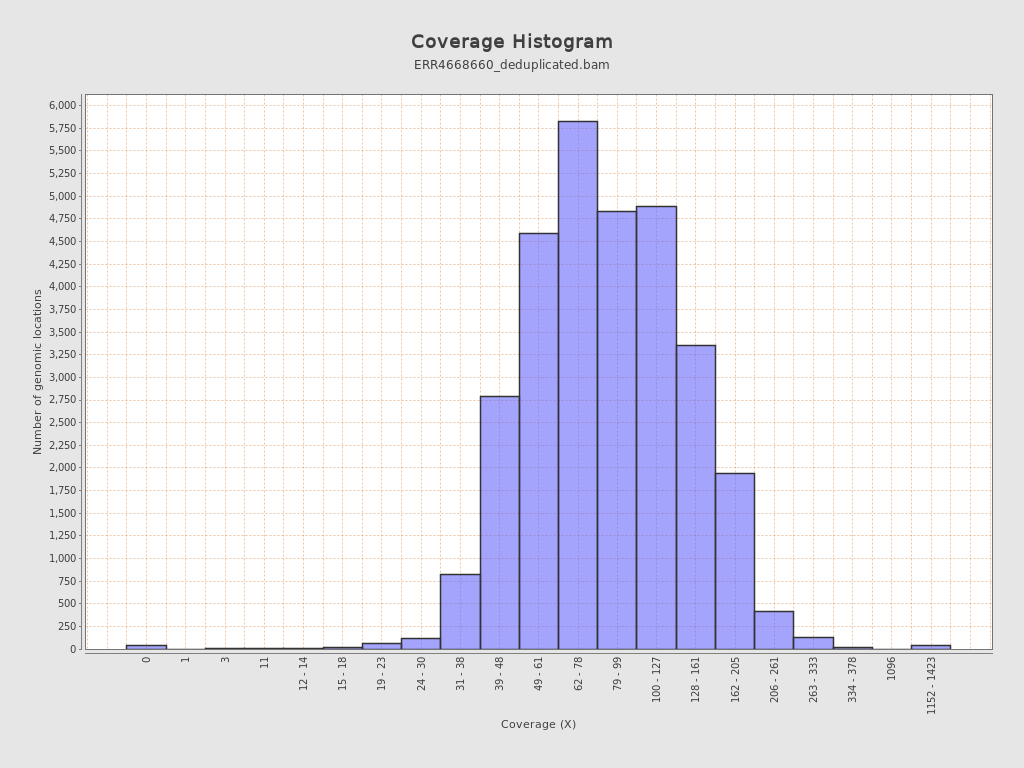 Coverage Histogram
ERR4668660_deduplicated.bam
Number of genomic locations
6,000
5,750
5,500
5,250
5,000
4,750
4,500
4,250
4,000
3,750
3,500
3,250
3,000
2,750
2,500
2,250
2,000
1,750
1,500
1,250
1,000
750
500
250
0
0
1
3
11
12 - 14
15 - 18
19 - 23
24 - 30
31 - 38
39 - 48
49 - 61
62 - 78
79 - 99
100 - 127
128 - 161
162 - 205
206 - 261
263 - 333
334 - 378
1096
1152 - 1423
Coverage (X)